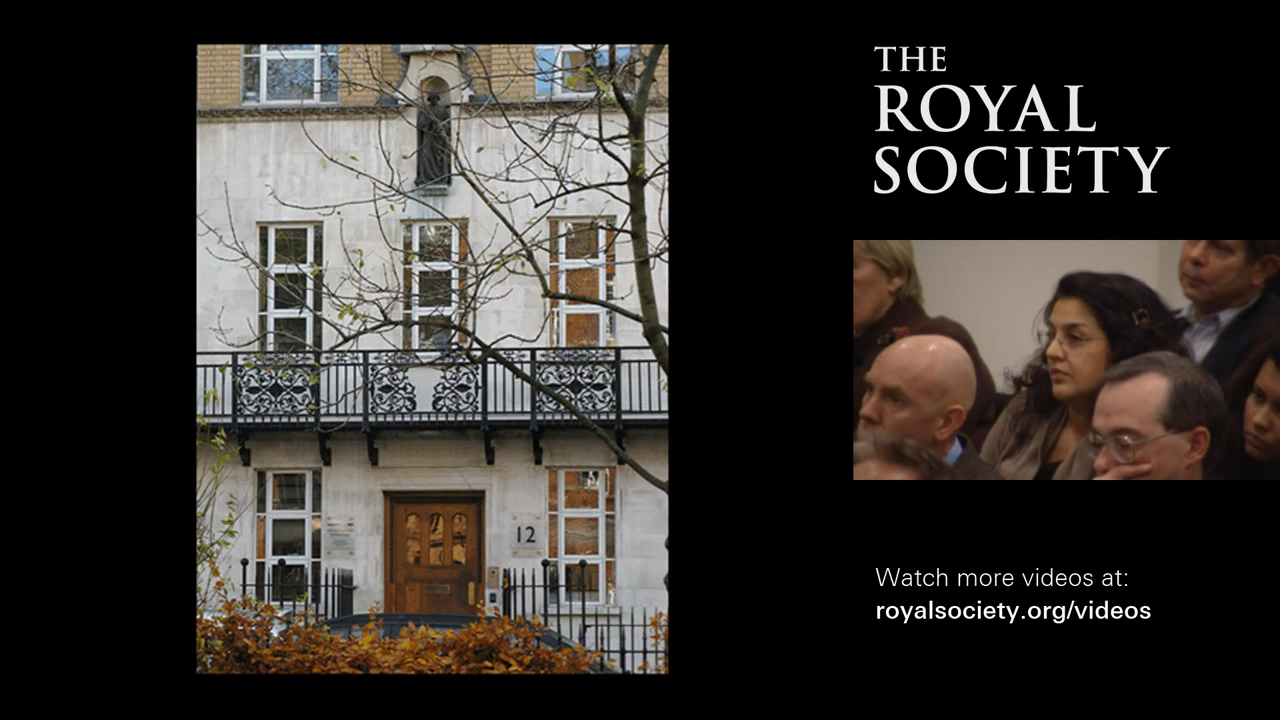 THE
ROYAL
SOCIETY
12
Watch more videos at:
royalsociety.org/videos